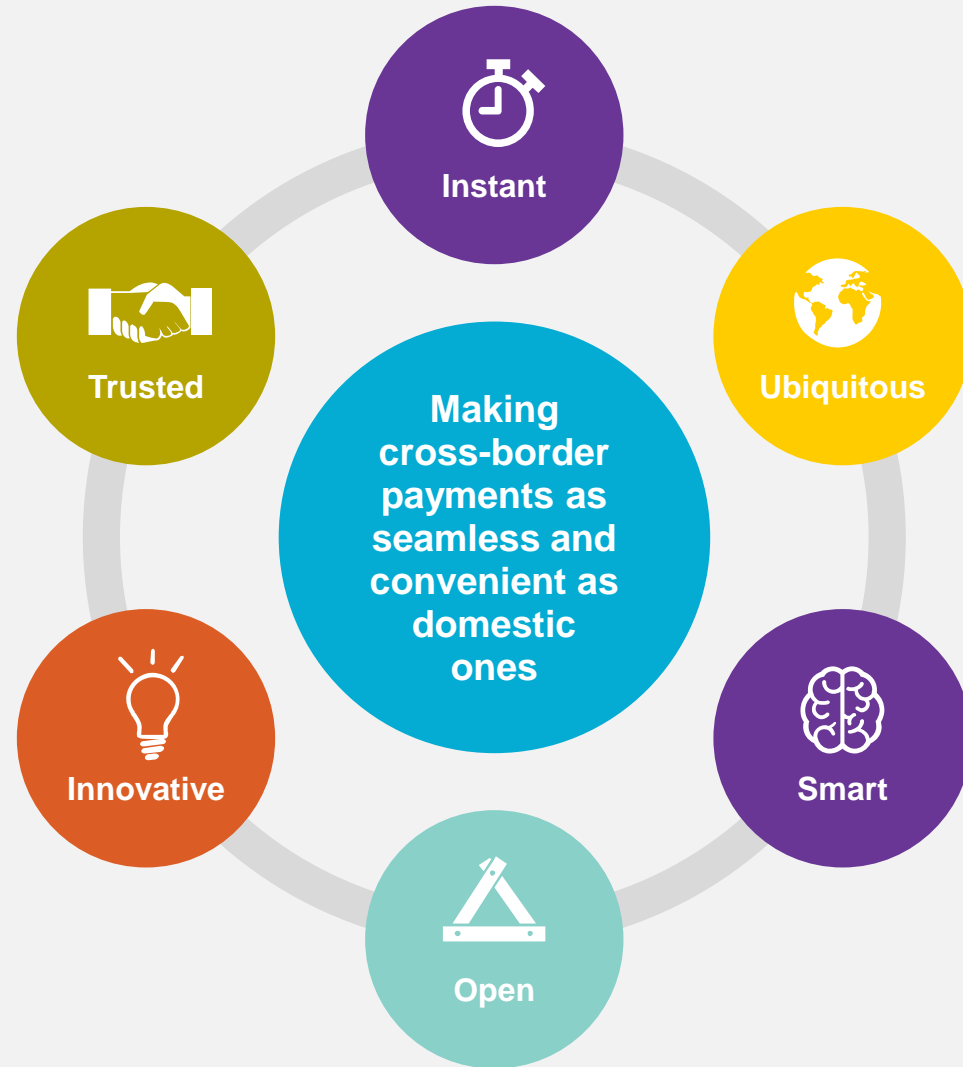 Instant
Trusted
Ubiquitous
Making
cross-border
payments as
seamless and
convenient as
domestic
ones
Innovative
Smart
Open